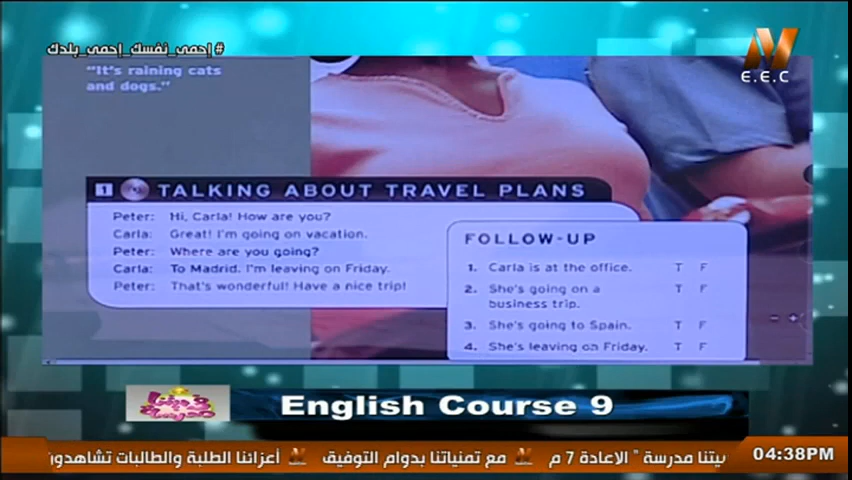 #إحمي_نفسك_إحمي_بلدك
E.E.C
"It's raining cats
and dogs."
1 TALKING ABOUT TRAVEL PLANS
Peter: Hi, Carla! How are you?
Carla: Great! I'm going on vacation.
Peter: Where are you going?
Carla: To Madrid. I'm leaving on Friday.
Peter: That's wonderful! Have a nice trip!
FOLLOW-UP
1. Carla is at the office. T F
2. She's going on a
business trip. T F
3. She's going to Spain. T F
4. She's leaving on Friday. T F
English Course 9
بيتنا مدرسة " الاعادة 7 م مع تمنياتنا بدوام التوفيق أعزائنا الطلبة والطالبات تشاهدون
04:38PM